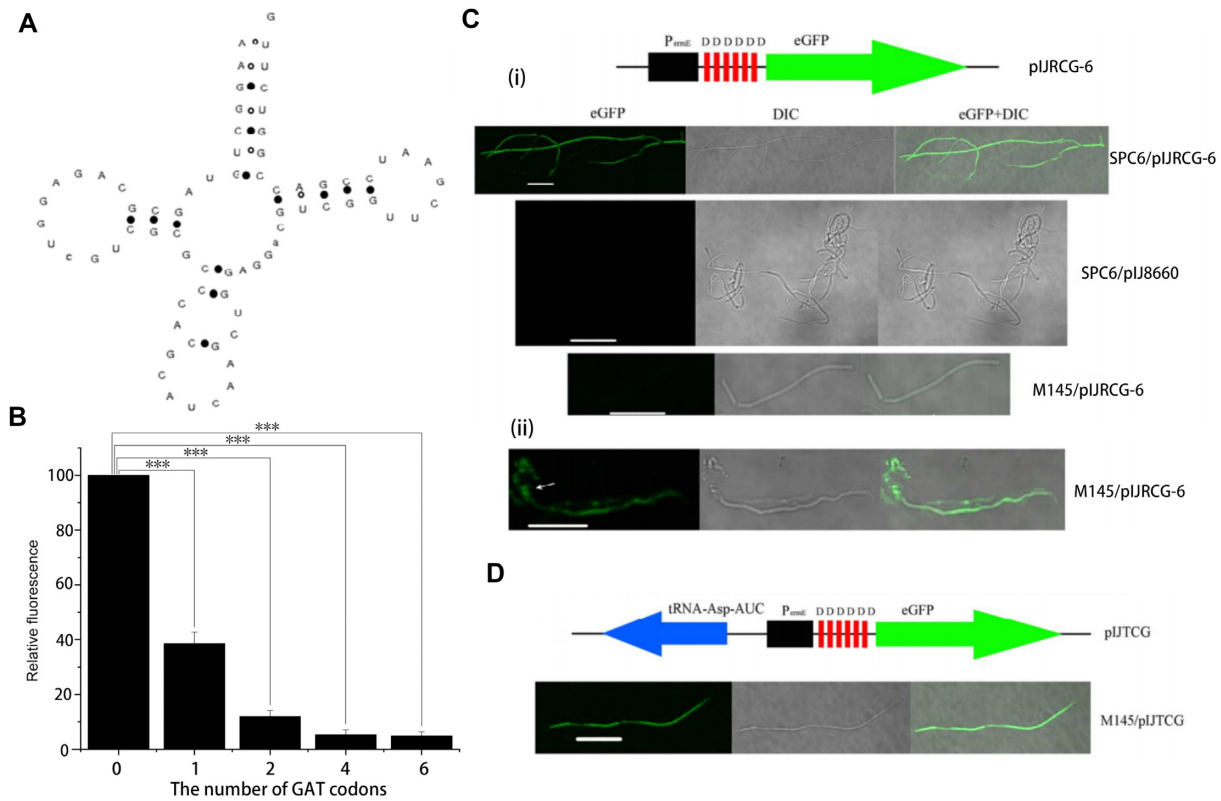 A
B
***
***
***
***
Relative fluorescence
100
80
60
40
20
0
0 1 2 4 6
The number of GAT codons
C
(i)
PermE D D D D D D eGFP
pIJRCG-6
eGFP DIC eGFP+DIC
SPC6/pIJRCG-6
SPC6/pIJ8660
M145/pIJRCG-6
(ii)
M145/pIJRCG-6
D
tRNA-Asp-AUC PermE D D D D D D eGFP
pIJTCG
M145/pIJTCG